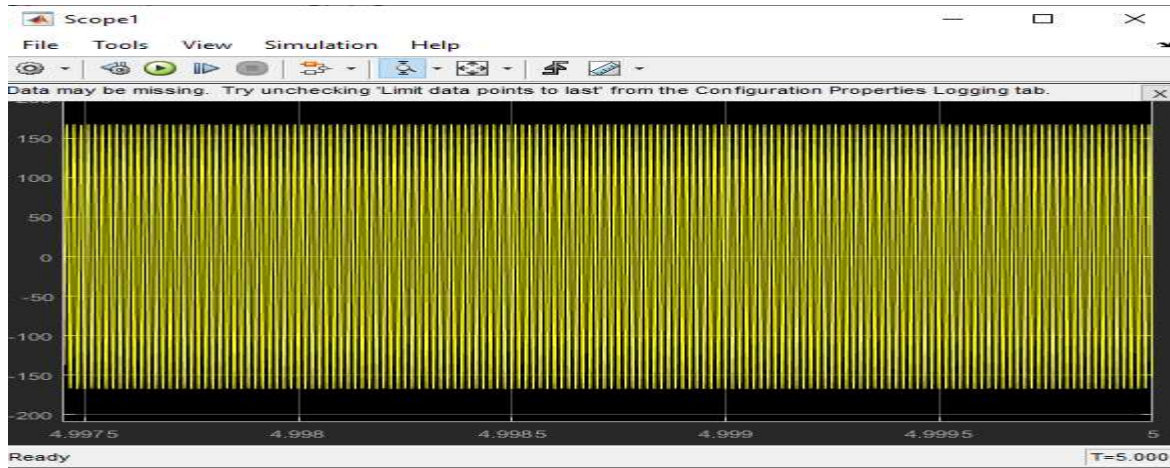 Scope1
File Tools View Simulation Help
Data may be missing. Try unchecking 'Limit data points to last' from the Configuration Properties Logging tab.
150
100
50
0
-50
-100
-150
-200
4.9975 4.998 4.9985 4.999 4.9995 5
Ready T=5.000